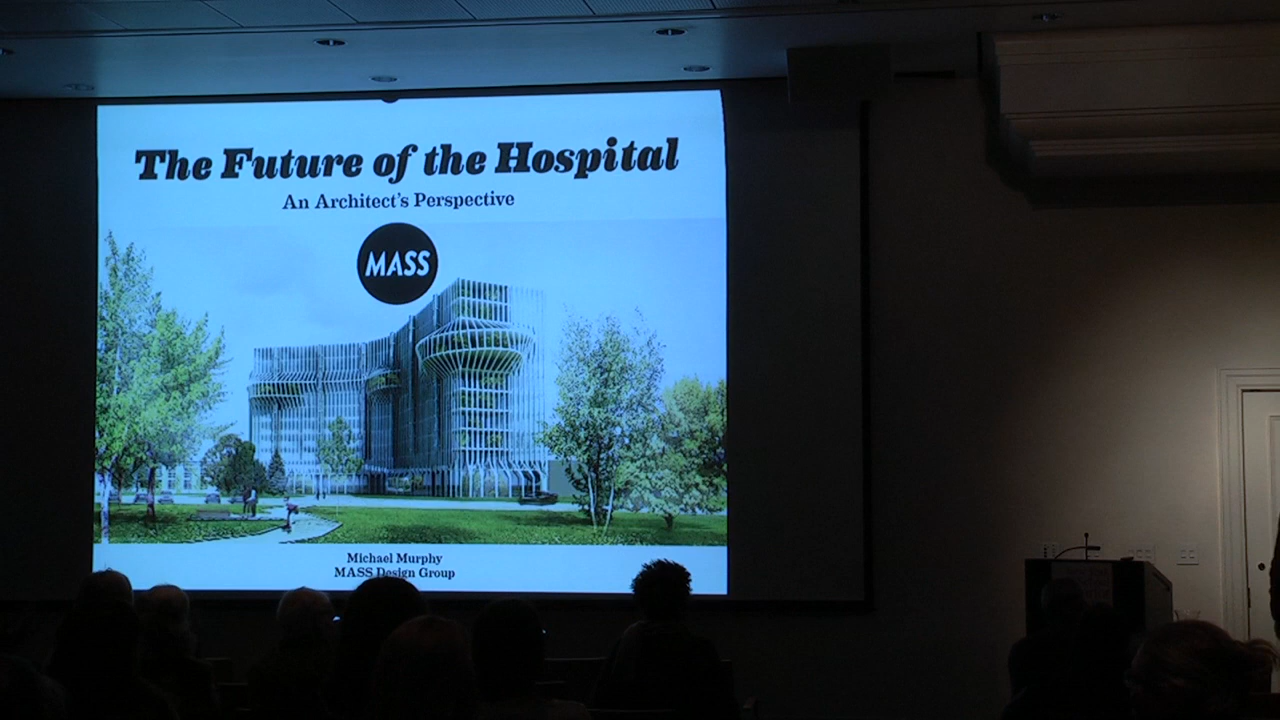 The Future of the Hospital
An Architect's Perspective
MASS
Michael Murphy
MASS Design Group